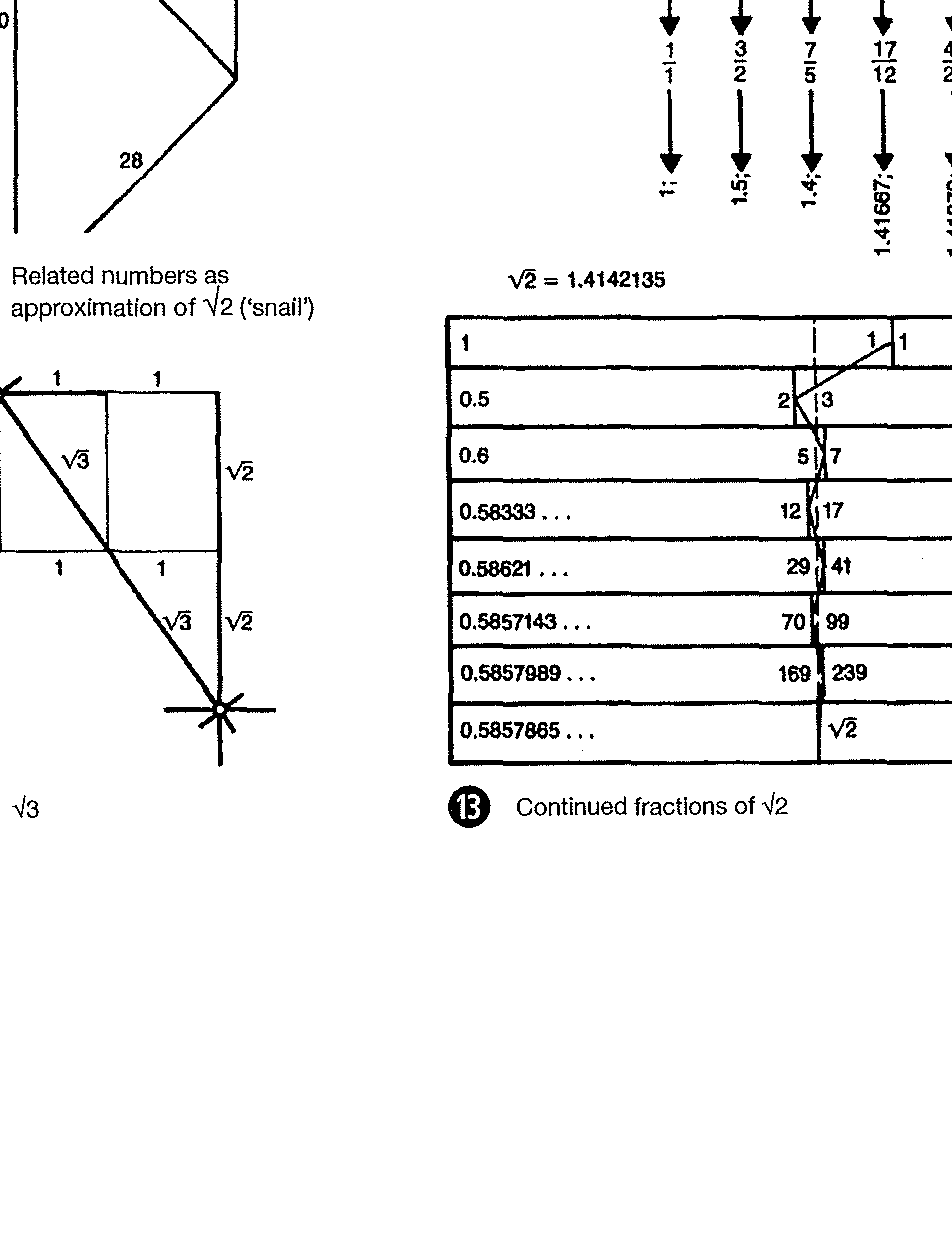 0
28
Related numbers as
approximation of √2 ('snail')
1 1
√3 √2
1 1
√3 √2
√3
1 3 7 17
1 2 5 12
1; 1.5; 1.4; 1.41667;
√2 = 1.4142135
1 1 1
0.5 2 3
0.6 5 7
0.58333 . . . 12 17
0.58621 . . . 29 41
0.5857143 . . . 70 99
0.5857989 . . . 169 239
0.5857865 . . . √2
13 Continued fractions of √2